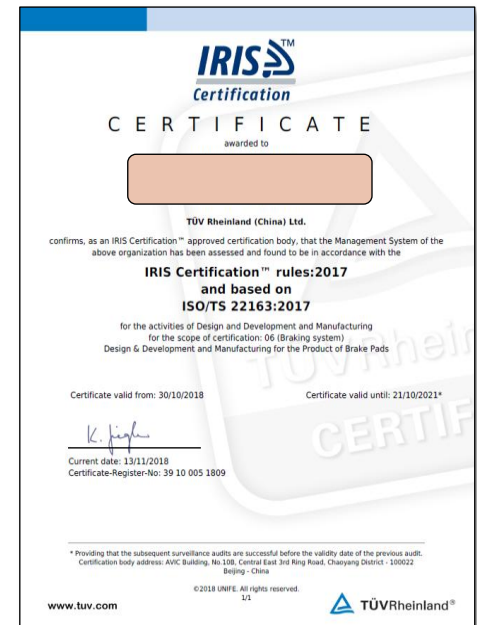 IRIS™
Certification
CERTIFICATE
awarded to
TÜV Rheinland (China) Ltd.
confirms, as an IRIS Certification™ approved certification body, that the Management System of the
above organization has been assessed and found to be in accordance with the
IRIS Certification™ rules:2017
and based on
ISO/TS 22163:2017
for the activities of Design and Development and Manufacturing
for the scope of certification: 06 (Braking system)
Design & Development and Manufacturing for the Product of Brake Pads
TÜVRhein
CERTIF
Certificate valid from: 30/10/2018 Certificate valid until: 21/10/2021*
Current date: 13/11/2018
Certificate-Register-No: 39 10 005 1809
* Providing that the subsequent surveillance audits are successful before the validity date of the previous audit.
Certification body address: AVIC Building, No.10B, Central East 3rd Ring Road, Chaoyang District - 100022
Beijing - China
©2018 UNIFE. All rights reserved.
1/1
www.tuv.com TÜVRheinland®